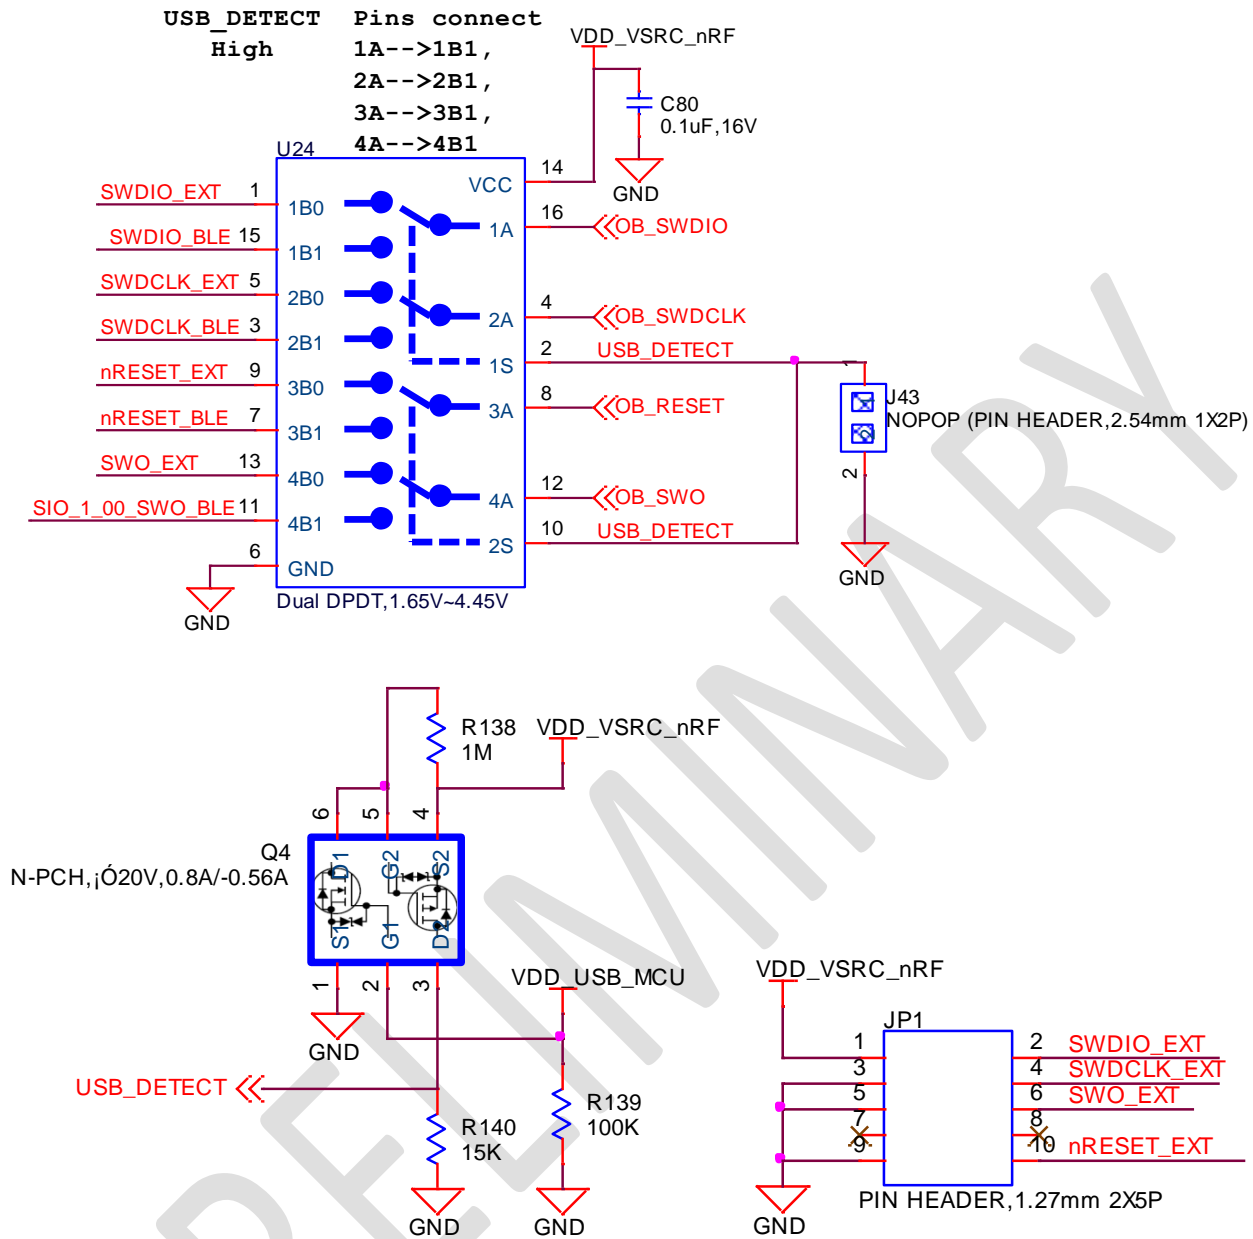 USB_DETECT Pins connect
High 1A-->1B1,
2A-->2B1,
3A-->3B1,
4A-->4B1
VDD_VSRC_nRF
C80
0.1uF,16V
GND
U24
SWDIO_EXT 1 1B0
SWDIO_BLE 15 1B1
SWDCLK_EXT 5 2B0
SWDCLK_BLE 3 2B1
nRESET_EXT 9 3B0
nRESET_BLE 7 3B1
SWO_EXT 13 4B0
SIO_1_00_SWO_BLE 11 4B1
6 GND
GND
VCC 14
1A 16 OB_SWDIO
2A 4 OB_SWDCLK
1S 2 USB_DETECT
3A 8 OB_RESET
4A 12 OB_SWO
2S 10 USB_DETECT
Dual DPDT,1.65V~4.45V
1
J43
NOPOP (PIN HEADER,2.54mm 1X2P)
2
GND
R138
1M
VDD_VSRC_nRF
6 5 4
Q4
N-PCH,¡Ó20V,0.8A/-0.56A
D1 G2 S2
S1 G1 D2
1 2 3
GND
VDD_USB_MCU
USB_DETECT
R140
15K
GND
R139
100K
GND
VDD_VSRC_nRF
JP1
1 2 SWDIO_EXT
3 4 SWDCLK_EXT
5 6 SWO_EXT
7 8
9 10 nRESET_EXT
PIN HEADER,1.27mm 2X5P
GND
PRELIMINARY